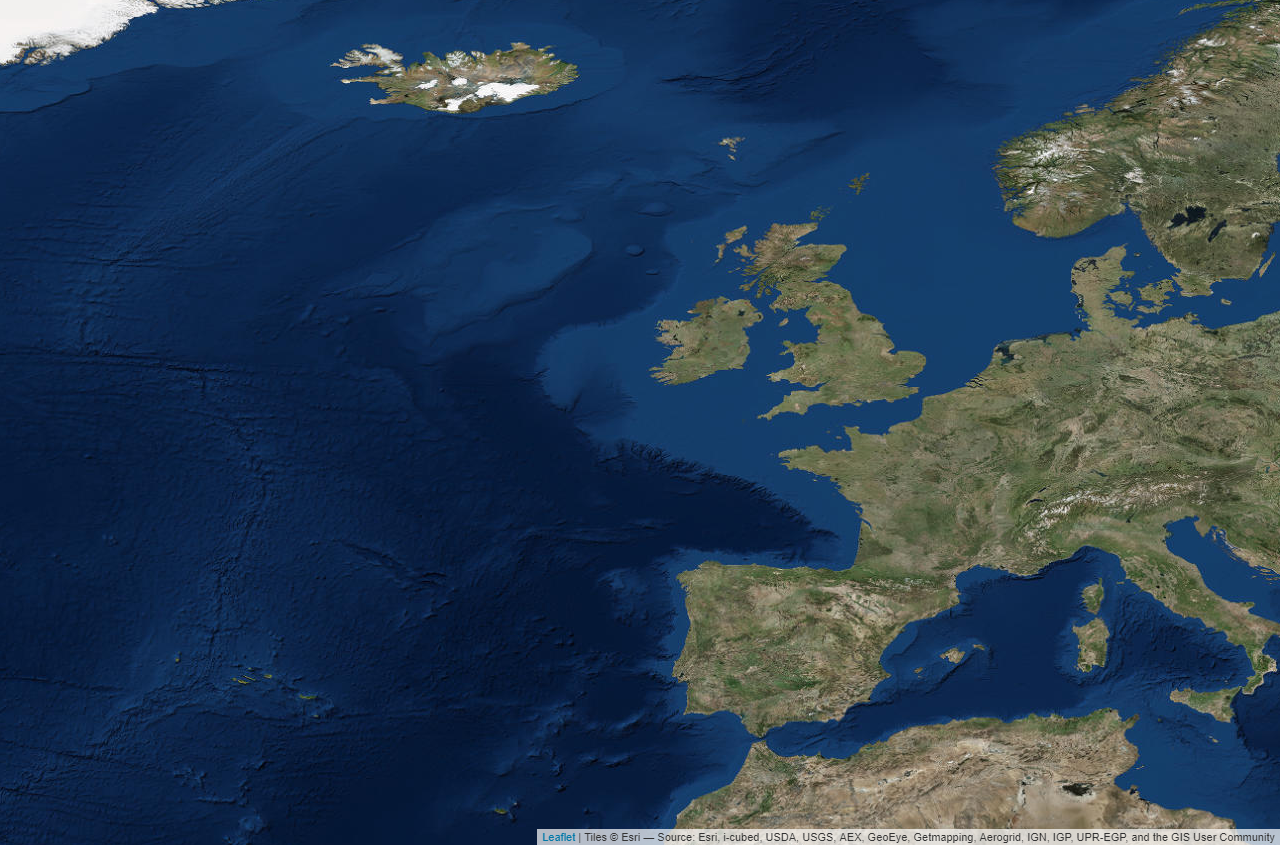 Leaflet | Tiles © Esri — Source: Esri, i-cubed, USDA, USGS, AEX, GeoEye, Getmapping, Aerogrid, IGN, IGP, UPR-EGP, and the GIS User Community